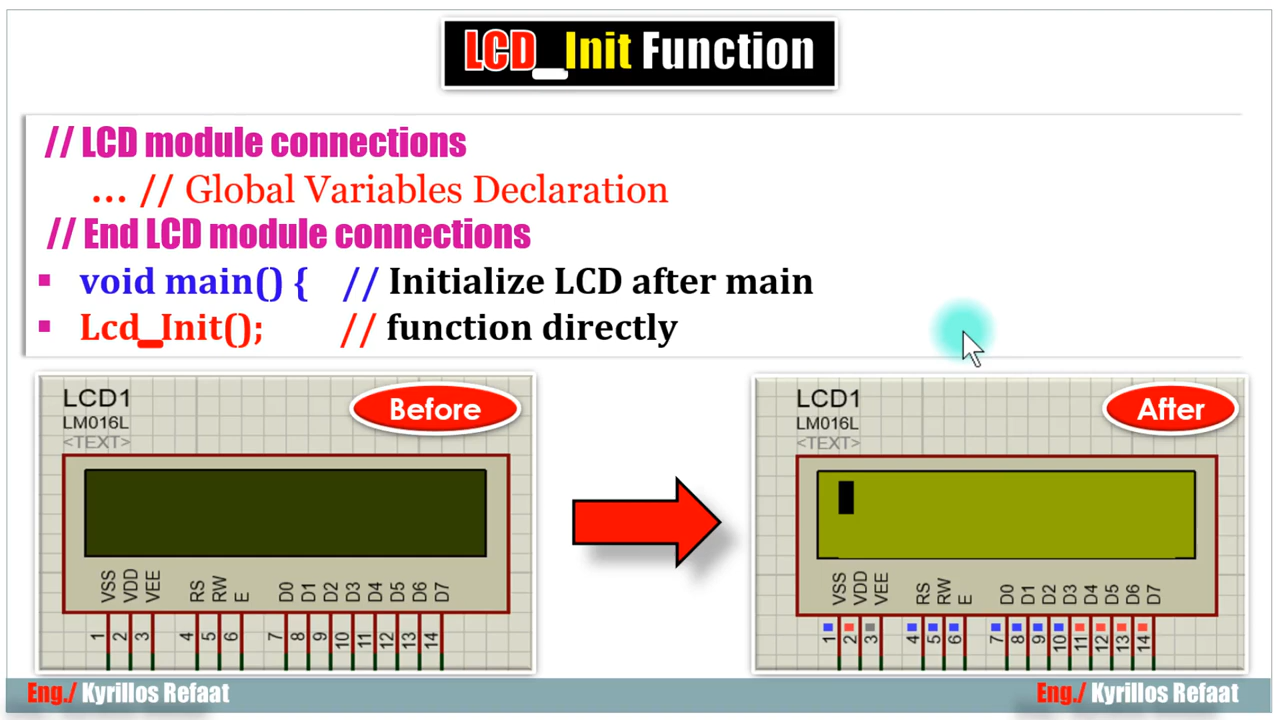 LCD_Init Function
// LCD module connections
... // Global Variables Declaration
// End LCD module connections
▪ void main() { // Initialize LCD after main
▪ Lcd_Init(); // function directly
LCD1
LM016L
<TEXT>
Before
VSS VDD VEE RS RW E D0 D1 D2 D3 D4 D5 D6 D7
1 2 3 4 5 6 7 8 9 10 11 12 13 14
LCD1
LM016L
<TEXT>
After
VSS VDD VEE RS RW E D0 D1 D2 D3 D4 D5 D6 D7
1 2 3 4 5 6 7 8 9 10 11 12 13 14
Eng./ Kyrillos Refaat
Eng./ Kyrillos Refaat